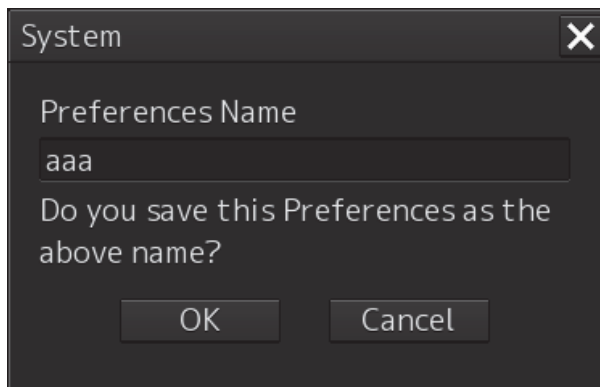 System
Preferences Name
aaa
Do you save this Preferences as the
above name?
OK
Cancel